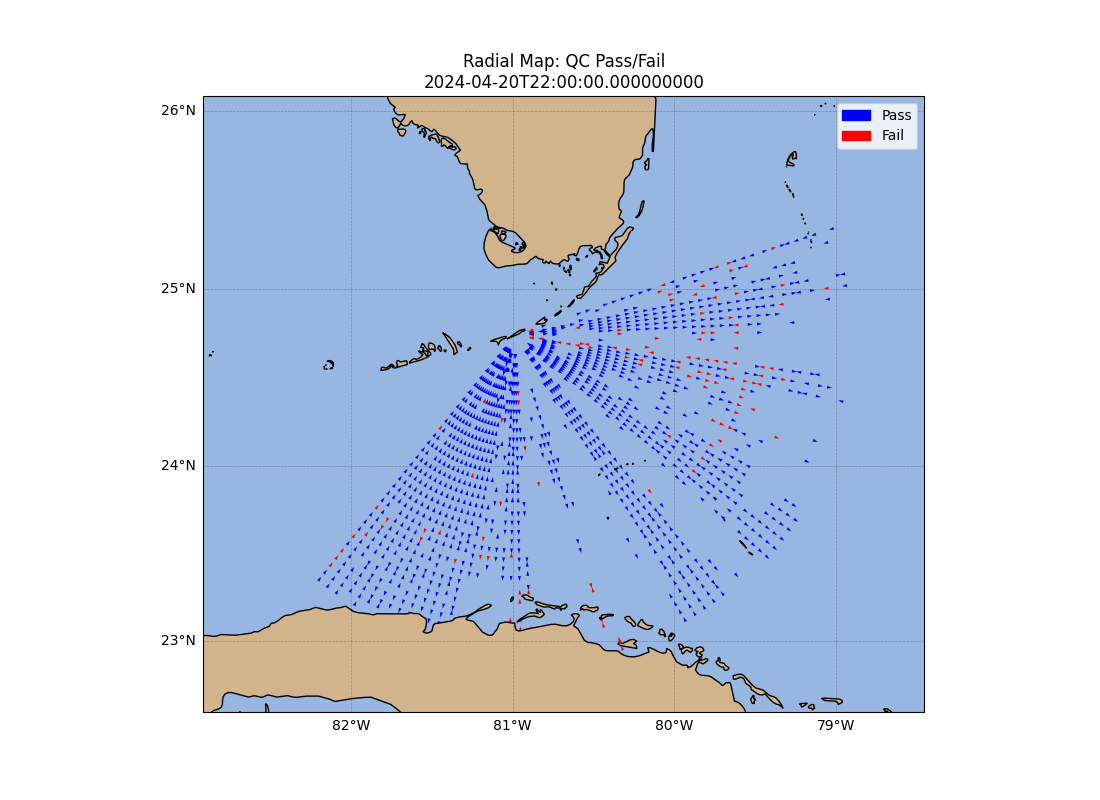 Radial Map: QC Pass/Fail
2024-04-20T22:00:00.000000000
Pass
Fail
26°N
25°N
24°N
23°N
82°W
81°W
80°W
79°W